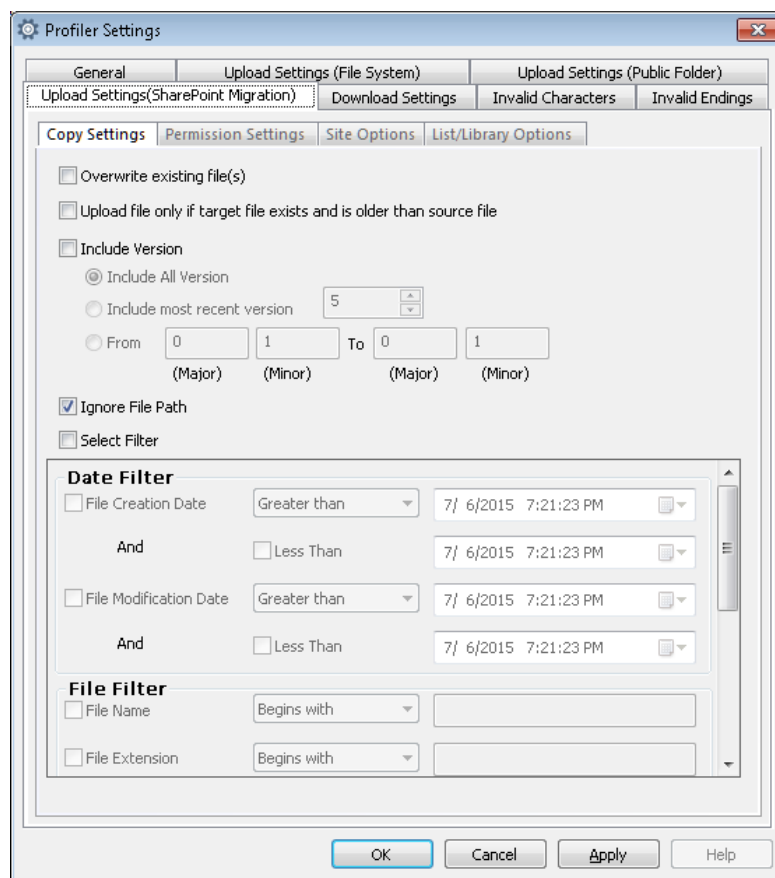 Profiler Settings
General
Upload Settings (File System)
Upload Settings (Public Folder)
Upload Settings(SharePoint Migration)
Download Settings
Invalid Characters
Invalid Endings
Copy Settings
Permission Settings
Site Options
List/Library Options
Overwrite existing file(s)
Upload file only if target file exists and is older than source file
Include Version
Include All Version
Include most recent version 5
From 0 1 To 0 1
(Major) (Minor) (Major) (Minor)
Ignore File Path
Select Filter
Date Filter
File Creation Date Greater than 7/ 6/2015 7:21:23 PM
And Less Than 7/ 6/2015 7:21:23 PM
File Modification Date Greater than 7/ 6/2015 7:21:23 PM
And Less Than 7/ 6/2015 7:21:23 PM
File Filter
File Name Begins with
File Extension Begins with
OK Cancel Apply Help